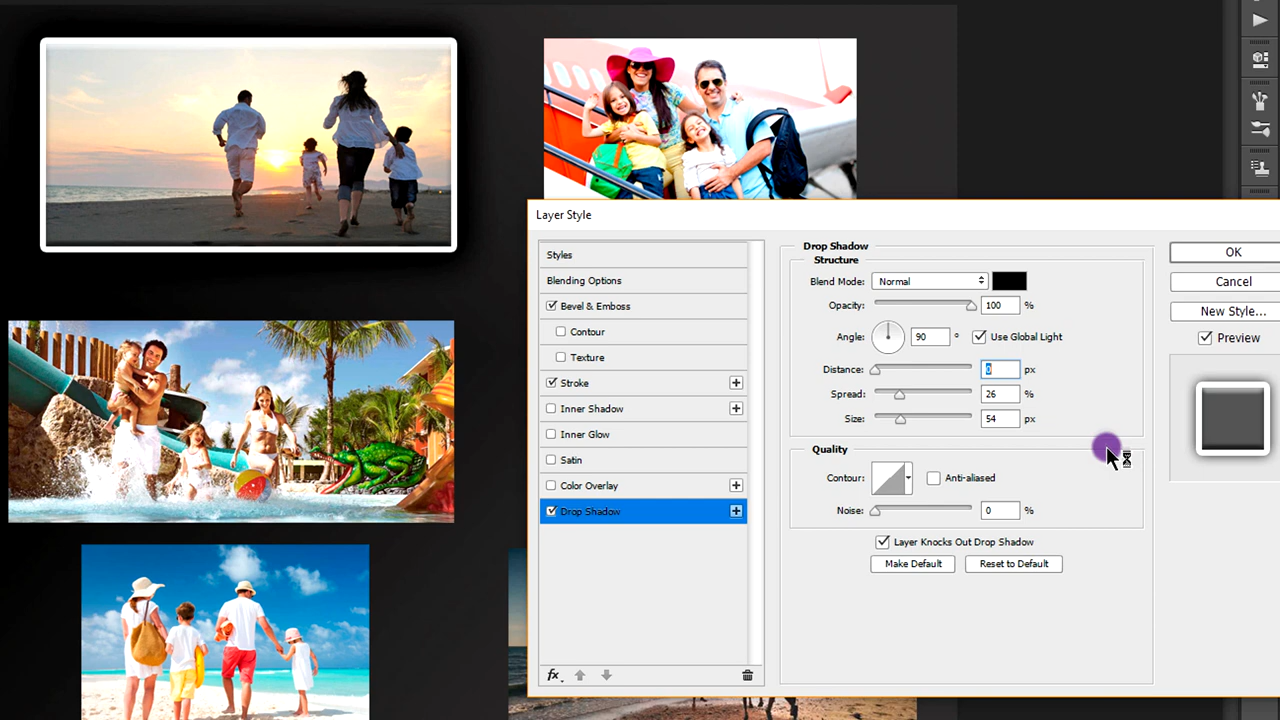 Layer Style
Styles
Blending Options
Bevel & Emboss
Contour
Texture
Stroke
Inner Shadow
Inner Glow
Satin
Color Overlay
Drop Shadow
fx
Drop Shadow
Structure
Blend Mode: Normal
Opacity: 100 %
Angle: 90 ° Use Global Light
Distance: 0 px
Spread: 26 %
Size: 54 px
Quality
Contour: Anti-aliased
Noise: 0 %
Layer Knocks Out Drop Shadow
Make Default Reset to Default
OK
Cancel
New Style...
Preview